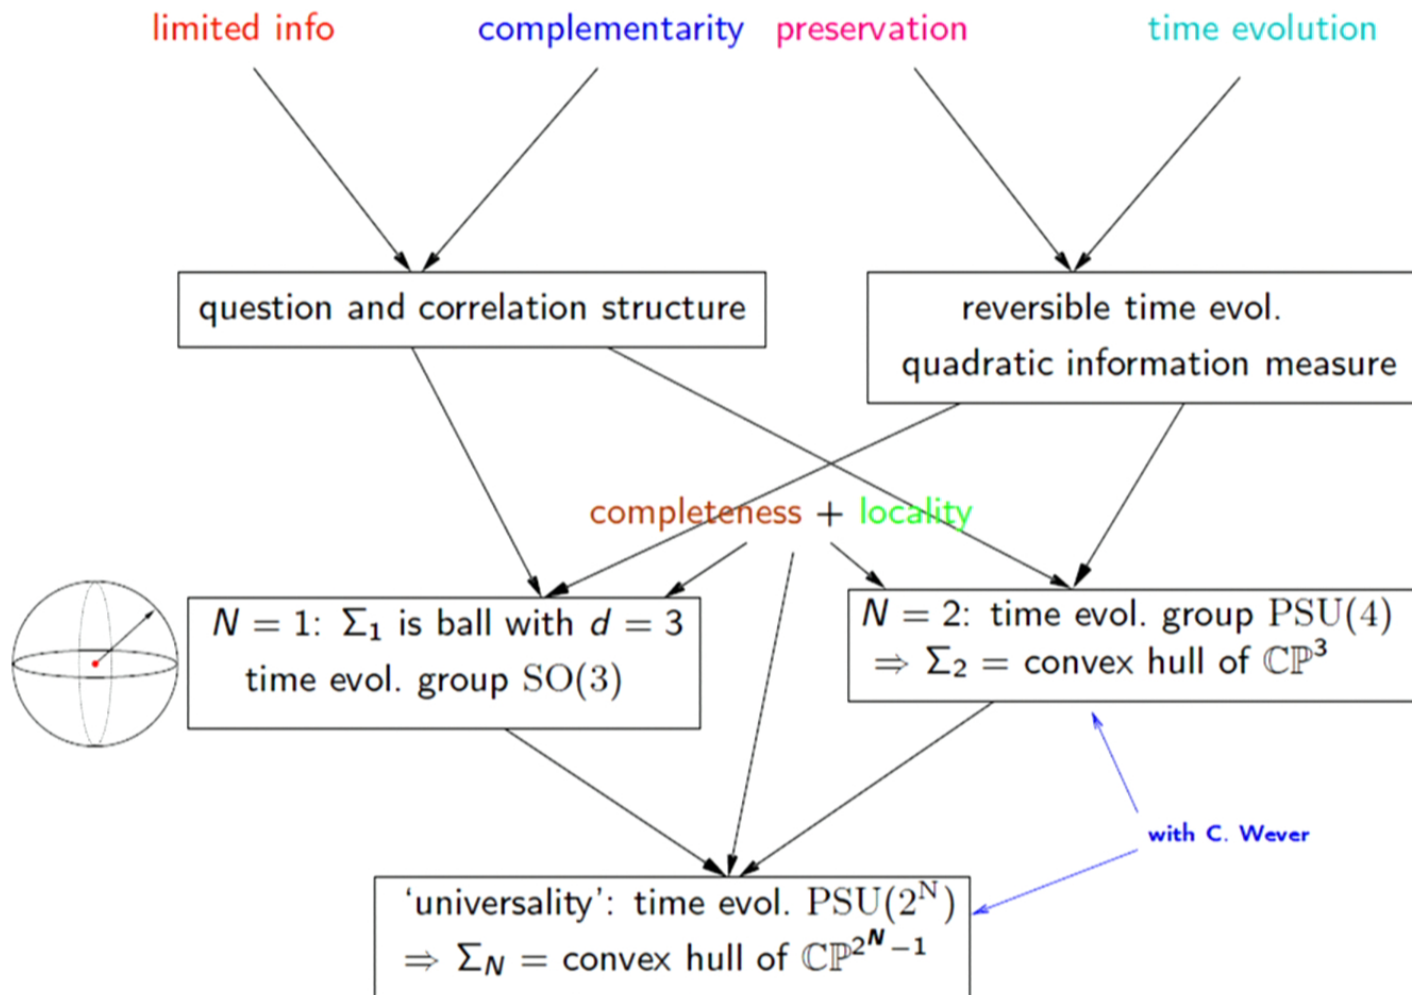 limited info complementarity preservation time evolution
question and correlation structure
reversible time evol.
quadratic information measure
completeness + locality
N = 1: Σ₁ is ball with d = 3
time evol. group SO(3)
N = 2: time evol. group PSU(4)
⇒ Σ₂ = convex hull of ℂℙ³
with C. Wever
‘universality’: time evol. PSU(2ᴺ)
⇒ Σ_N = convex hull of ℂℙ^{2^N −1}